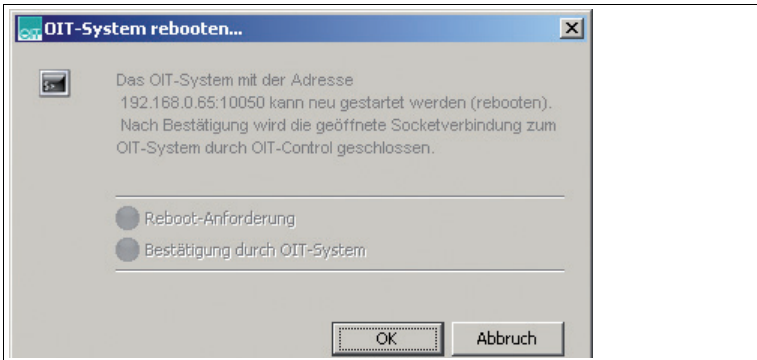 OIT OIT-System rebooten...
Das OIT-System mit der Adresse
192.168.0.65:10050 kann neu gestartet werden (rebooten).
Nach Bestätigung wird die geöffnete Socketverbindung zum
OIT-System durch OIT-Control geschlossen.
Reboot-Anforderung
Bestätigung durch OIT-System
OK Abbruch